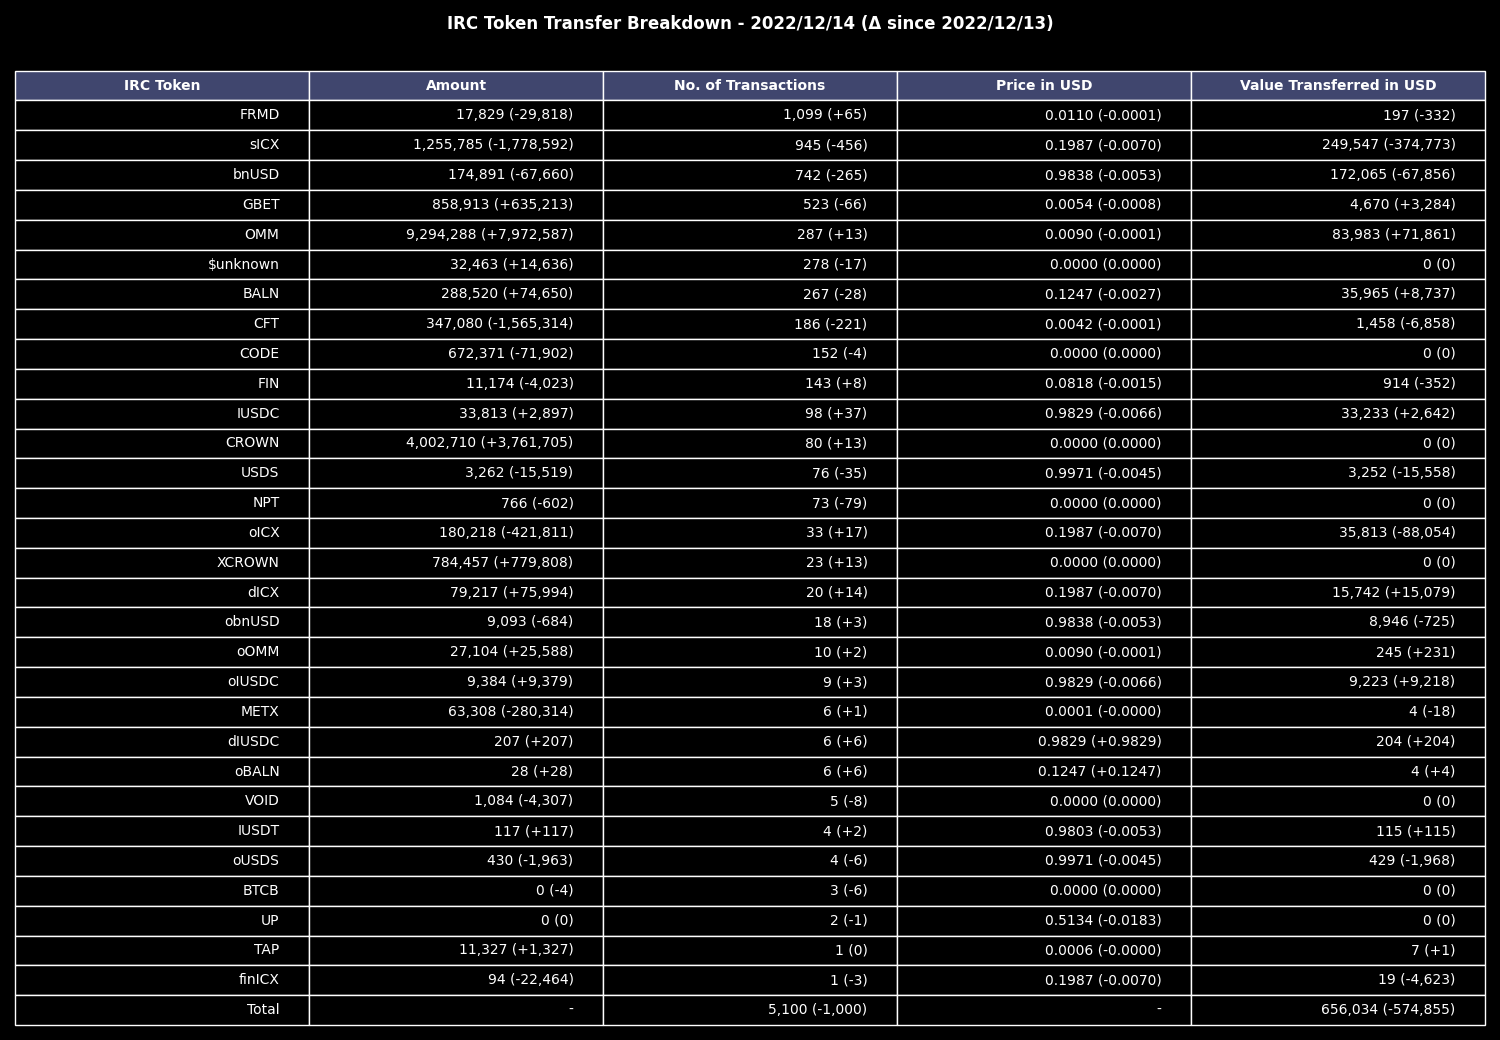 IRC Token Transfer Breakdown - 2022/12/14 (Δ since 2022/12/13)
IRC Token Amount No. of Transactions Price in USD Value Transferred in USD
FRMD 17,829 (-29,818) 1,099 (+65) 0.0110 (-0.0001) 197 (-332)
sICX 1,255,785 (-1,778,592) 945 (-456) 0.1987 (-0.0070) 249,547 (-374,773)
bnUSD 174,891 (-67,660) 742 (-265) 0.9838 (-0.0053) 172,065 (-67,856)
GBET 858,913 (+635,213) 523 (-66) 0.0054 (-0.0008) 4,670 (+3,284)
OMM 9,294,288 (+7,972,587) 287 (+13) 0.0090 (-0.0001) 83,983 (+71,861)
$unknown 32,463 (+14,636) 278 (-17) 0.0000 (0.0000) 0 (0)
BALN 288,520 (+74,650) 267 (-28) 0.1247 (-0.0027) 35,965 (+8,737)
CFT 347,080 (-1,565,314) 186 (-221) 0.0042 (-0.0001) 1,458 (-6,858)
CODE 672,371 (-71,902) 152 (-4) 0.0000 (0.0000) 0 (0)
FIN 11,174 (-4,023) 143 (+8) 0.0818 (-0.0015) 914 (-352)
IUSDC 33,813 (+2,897) 98 (+37) 0.9829 (-0.0066) 33,233 (+2,642)
CROWN 4,002,710 (+3,761,705) 80 (+13) 0.0000 (0.0000) 0 (0)
USDS 3,262 (-15,519) 76 (-35) 0.9971 (-0.0045) 3,252 (-15,558)
NPT 766 (-602) 73 (-79) 0.0000 (0.0000) 0 (0)
oICX 180,218 (-421,811) 33 (+17) 0.1987 (-0.0070) 35,813 (-88,054)
XCROWN 784,457 (+779,808) 23 (+13) 0.0000 (0.0000) 0 (0)
dICX 79,217 (+75,994) 20 (+14) 0.1987 (-0.0070) 15,742 (+15,079)
obnUSD 9,093 (-684) 18 (+3) 0.9838 (-0.0053) 8,946 (-725)
oOMM 27,104 (+25,588) 10 (+2) 0.0090 (-0.0001) 245 (+231)
oIUSDC 9,384 (+9,379) 9 (+3) 0.9829 (-0.0066) 9,223 (+9,218)
METX 63,308 (-280,314) 6 (+1) 0.0001 (-0.0000) 4 (-18)
dIUSDC 207 (+207) 6 (+6) 0.9829 (+0.9829) 204 (+204)
oBALN 28 (+28) 6 (+6) 0.1247 (+0.1247) 4 (+4)
VOID 1,084 (-4,307) 5 (-8) 0.0000 (0.0000) 0 (0)
IUSDT 117 (+117) 4 (+2) 0.9803 (-0.0053) 115 (+115)
oUSDS 430 (-1,963) 4 (-6) 0.9971 (-0.0045) 429 (-1,968)
BTCB 0 (-4) 3 (-6) 0.0000 (0.0000) 0 (0)
UP 0 (0) 2 (-1) 0.5134 (-0.0183) 0 (0)
TAP 11,327 (+1,327) 1 (0) 0.0006 (-0.0000) 7 (+1)
finICX 94 (-22,464) 1 (-3) 0.1987 (-0.0070) 19 (-4,623)
Total - 5,100 (-1,000) - 656,034 (-574,855)